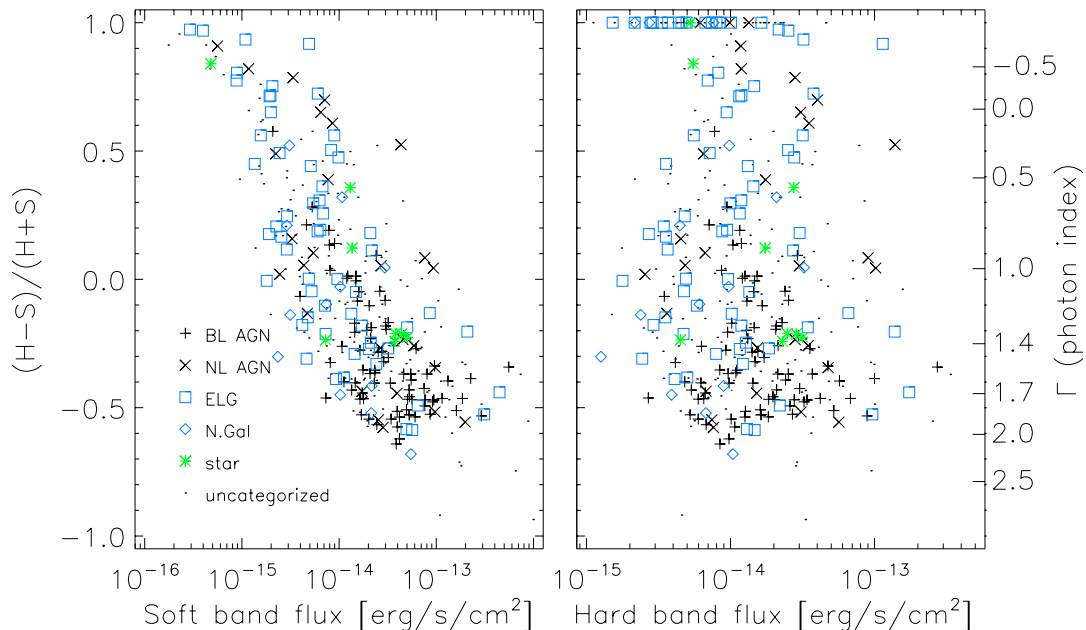 (H−S)/(H+S)
1.0
0.5
0.0
−0.5
−1.0
BL AGN
NL AGN
ELG
N.Gal
star
uncategorized
10^−16
10^−15
10^−14
10^−13
Soft band flux [erg/s/cm^2]
10^−15
10^−14
10^−13
Hard band flux [erg/s/cm^2]
−0.5
0.0
0.5
1.0
1.4
1.7
2.0
2.5
Γ (photon index)